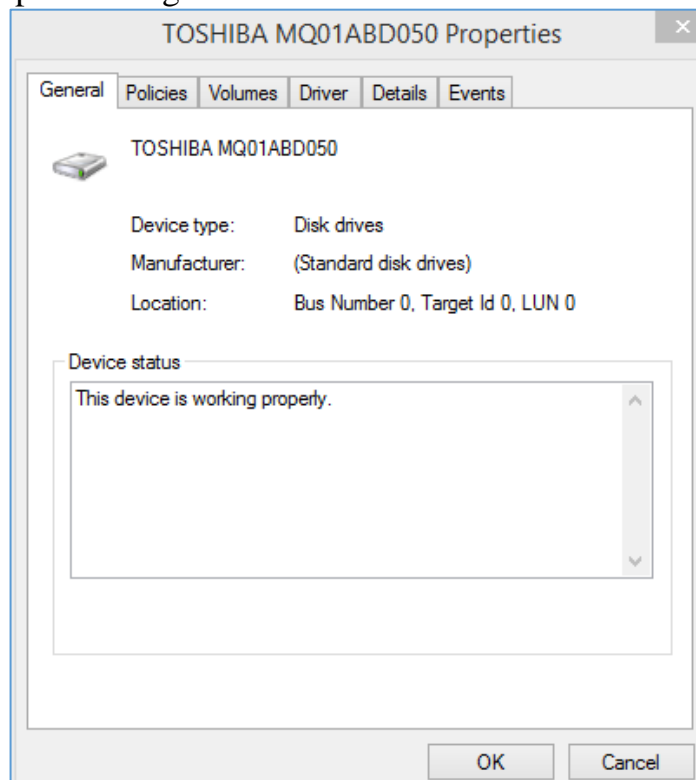 TOSHIBA MQ01ABD050 Properties
General Policies Volumes Driver Details Events
TOSHIBA MQ01ABD050
Device type: Disk drives
Manufacturer: (Standard disk drives)
Location: Bus Number 0, Target Id 0, LUN 0
Device status
This device is working properly.
OK Cancel